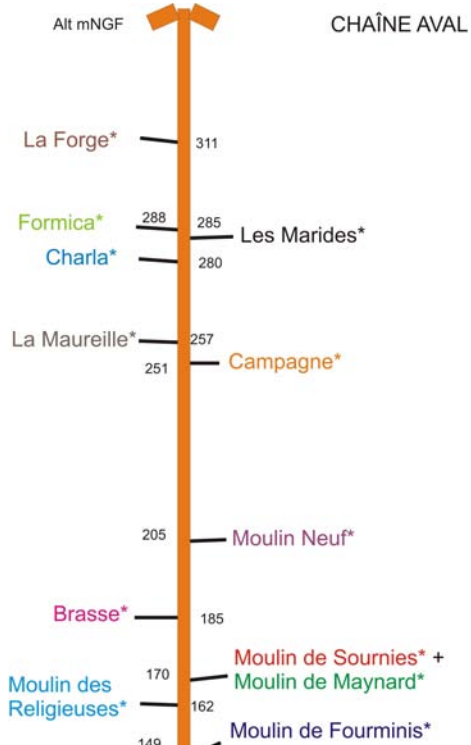 Alt mNGF
CHAÎNE AVAL
La Forge*
311
Formica*
288
285
Les Marides*
Charla*
280
La Maureille*
257
251
Campagne*
205
Moulin Neuf*
Brasse*
185
170
Moulin de Sournies* +
Moulin de Maynard*
Moulin des
Religieuses*
162
Moulin de Fourminis*
149